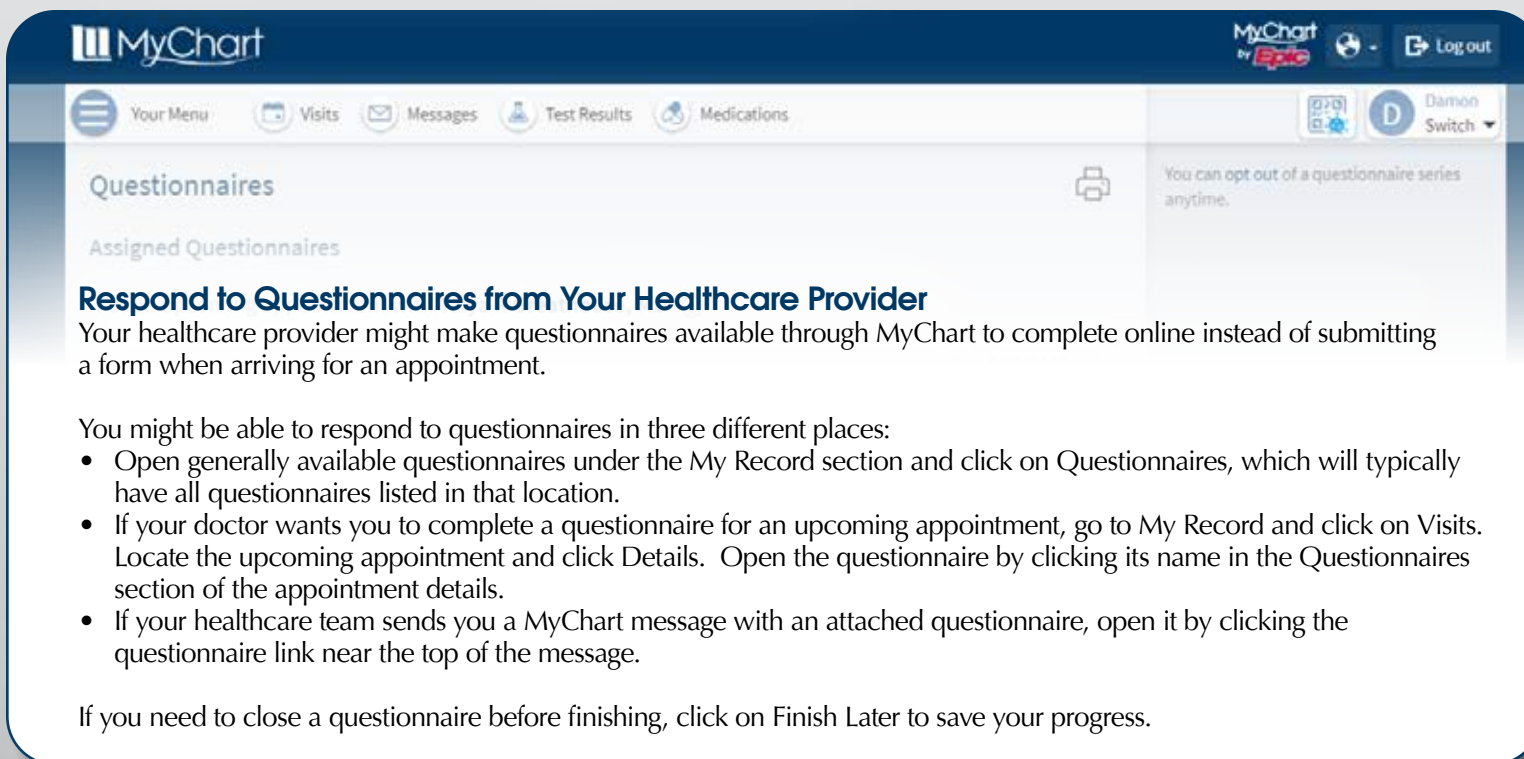 MyChart
MyChart
by Epic
Log out
Your Menu
Visits
Messages
Test Results
Medications
D
Damon
Switch
Questionnaires
You can opt out of a questionnaire series
anytime.
Assigned Questionnaires
Respond to Questionnaires from Your Healthcare Provider
Your healthcare provider might make questionnaires available through MyChart to complete online instead of submitting
a form when arriving for an appointment.
You might be able to respond to questionnaires in three different places:
• Open generally available questionnaires under the My Record section and click on Questionnaires, which will typically
have all questionnaires listed in that location.
• If your doctor wants you to complete a questionnaire for an upcoming appointment, go to My Record and click on Visits.
Locate the upcoming appointment and click Details.  Open the questionnaire by clicking its name in the Questionnaires
section of the appointment details.
• If your healthcare team sends you a MyChart message with an attached questionnaire, open it by clicking the
questionnaire link near the top of the message.
If you need to close a questionnaire before finishing, click on Finish Later to save your progress.